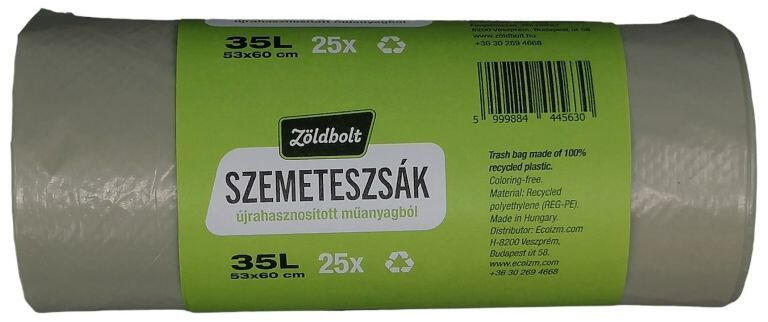 újrahasznosított műanyagból
35L 25x
53x60 cm
8200 Veszprém, Budapest út 58.
www.zöldbolt.hu
+36 30 269 4668
5 999884 445630
Zöldbolt
SZEMETESZSÁK
újrahasznosított műanyagból
35L 25x
53x60 cm
Trash bag made of 100%
recycled plastic.
Coloring-free.
Material: Recycled
polyethylene (REG-PE).
Made in Hungary.
Distributor: Ecoizm.com
H-8200 Veszprém,
Budapest út 58.
www.ecoizm.com
+36 30 269 4668